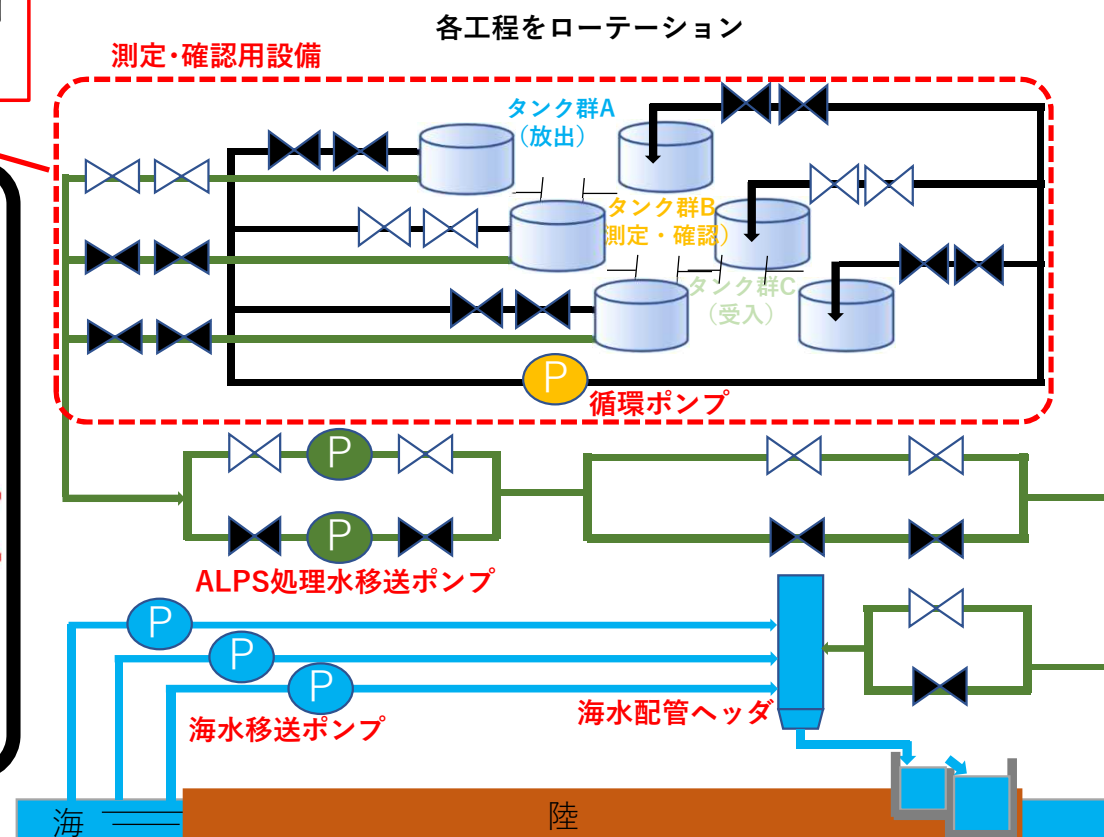 各工程をローテーション
測定・確認用設備
タンク群A
（放出）
タンク群B
測定・確認）
タンク群C
（受入）
P
循環ポンプ
P
P
ALPS処理水移送ポンプ
P
P
P
海水移送ポンプ
海水配管ヘッダ
海
陸